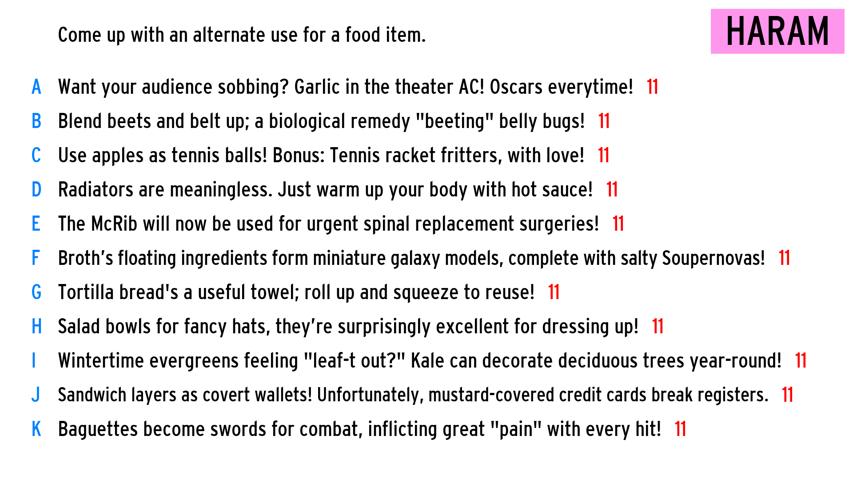 Come up with an alternate use for a food item.
HARAM
A Want your audience sobbing? Garlic in the theater AC! Oscars everytime! 11
B Blend beets and belt up; a biological remedy "beeting" belly bugs! 11
C Use apples as tennis balls! Bonus: Tennis racket fritters, with love! 11
D Radiators are meaningless. Just warm up your body with hot sauce! 11
E The McRib will now be used for urgent spinal replacement surgeries! 11
F Broth’s floating ingredients form miniature galaxy models, complete with salty Soupernovas! 11
G Tortilla bread's a useful towel; roll up and squeeze to reuse! 11
H Salad bowls for fancy hats, they’re surprisingly excellent for dressing up! 11
I Wintertime evergreens feeling "leaf-t out?" Kale can decorate deciduous trees year-round! 11
J Sandwich layers as covert wallets! Unfortunately, mustard-covered credit cards break registers. 11
K Baguettes become swords for combat, inflicting great "pain" with every hit! 11